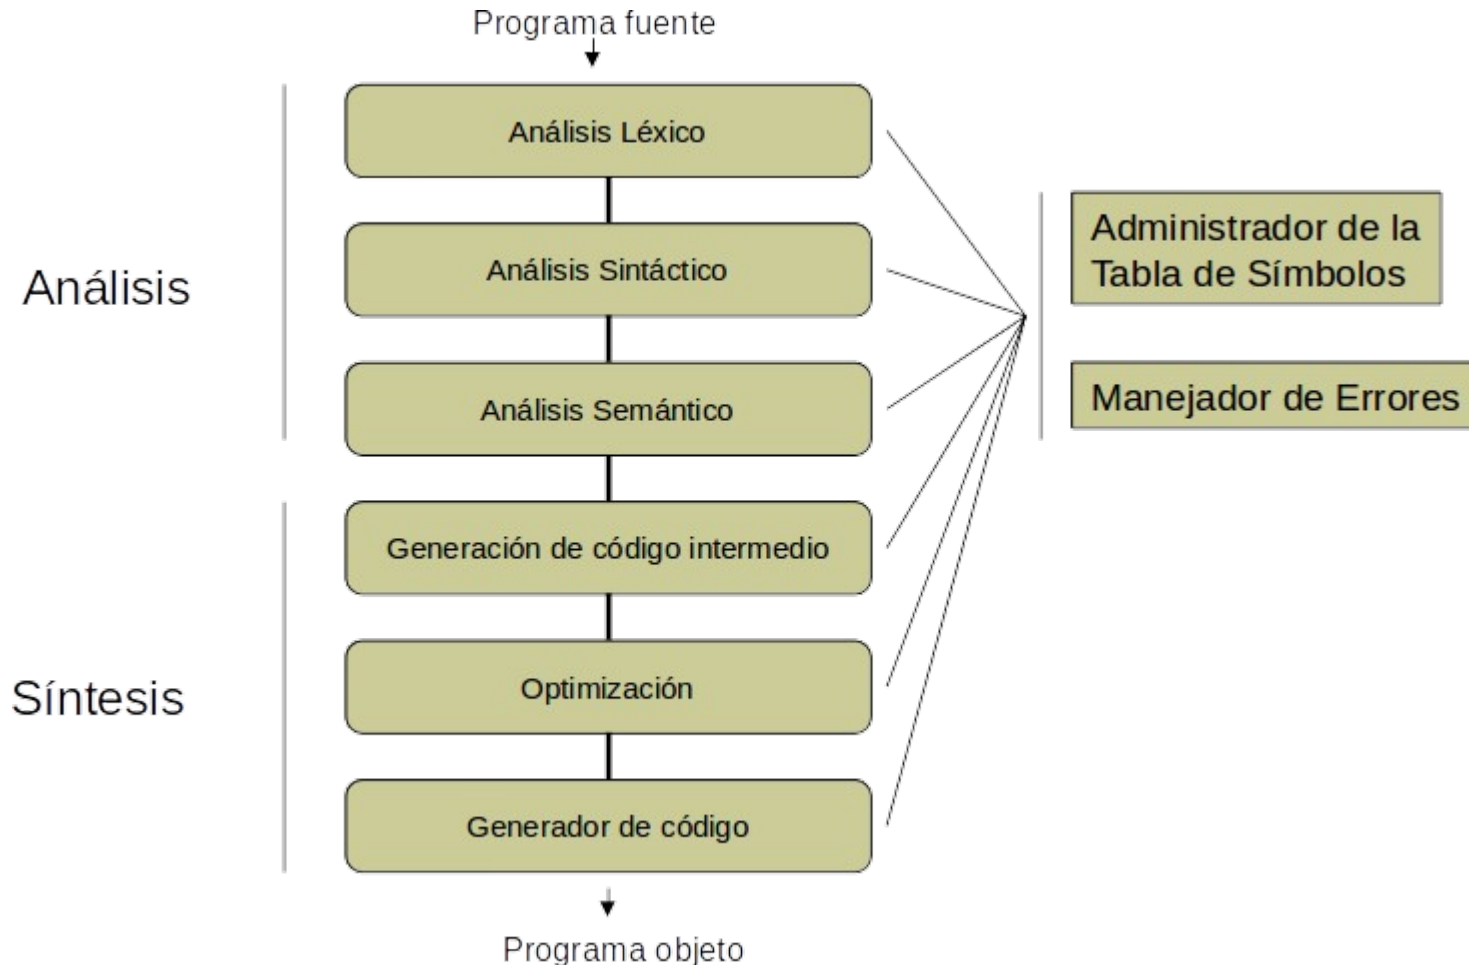 Programa fuente
Análisis Léxico
Análisis Sintáctico
Análisis Semántico
Generación de código intermedio
Optimización
Generador de código
Programa objeto
Análisis
Síntesis
Administrador de la
Tabla de Símbolos
Manejador de Errores